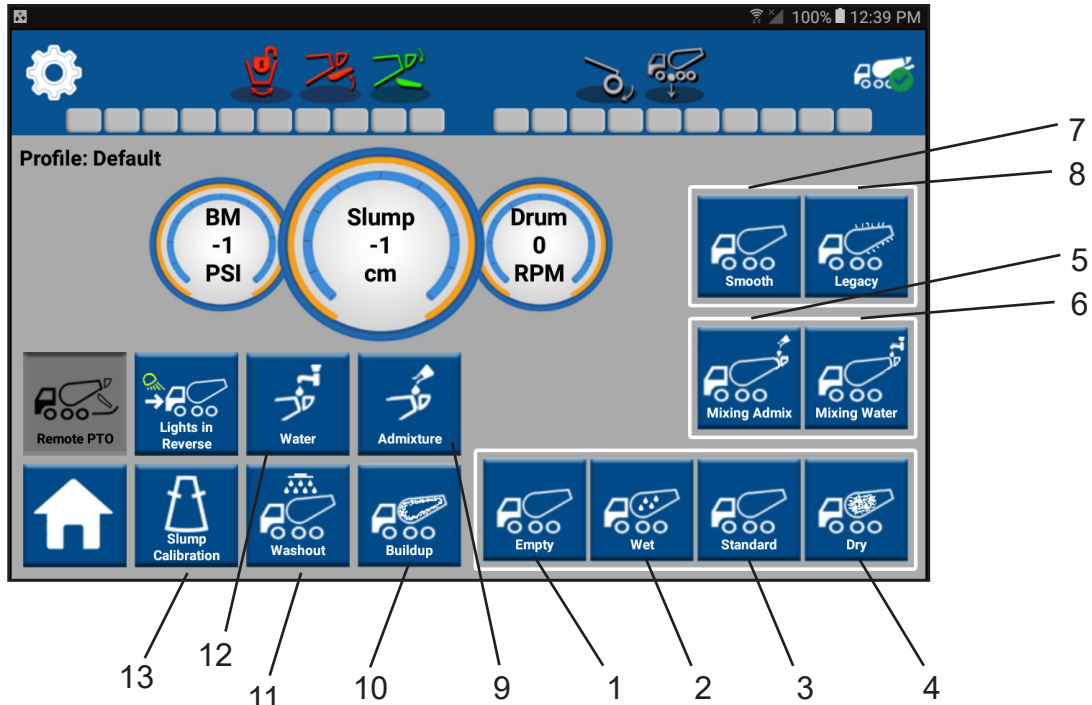 100% 12:39 PM
Profile: Default
BM
-1
PSI
Slump
-1
cm
Drum
0
RPM
7
8
Smooth
Legacy
5
6
Mixing Admix
Mixing Water
Remote PTO
Lights in
Reverse
Water
Admixture
Slump
Calibration
Washout
Buildup
Empty
Wet
Standard
Dry
13
12
11
10
9
1
2
3
4